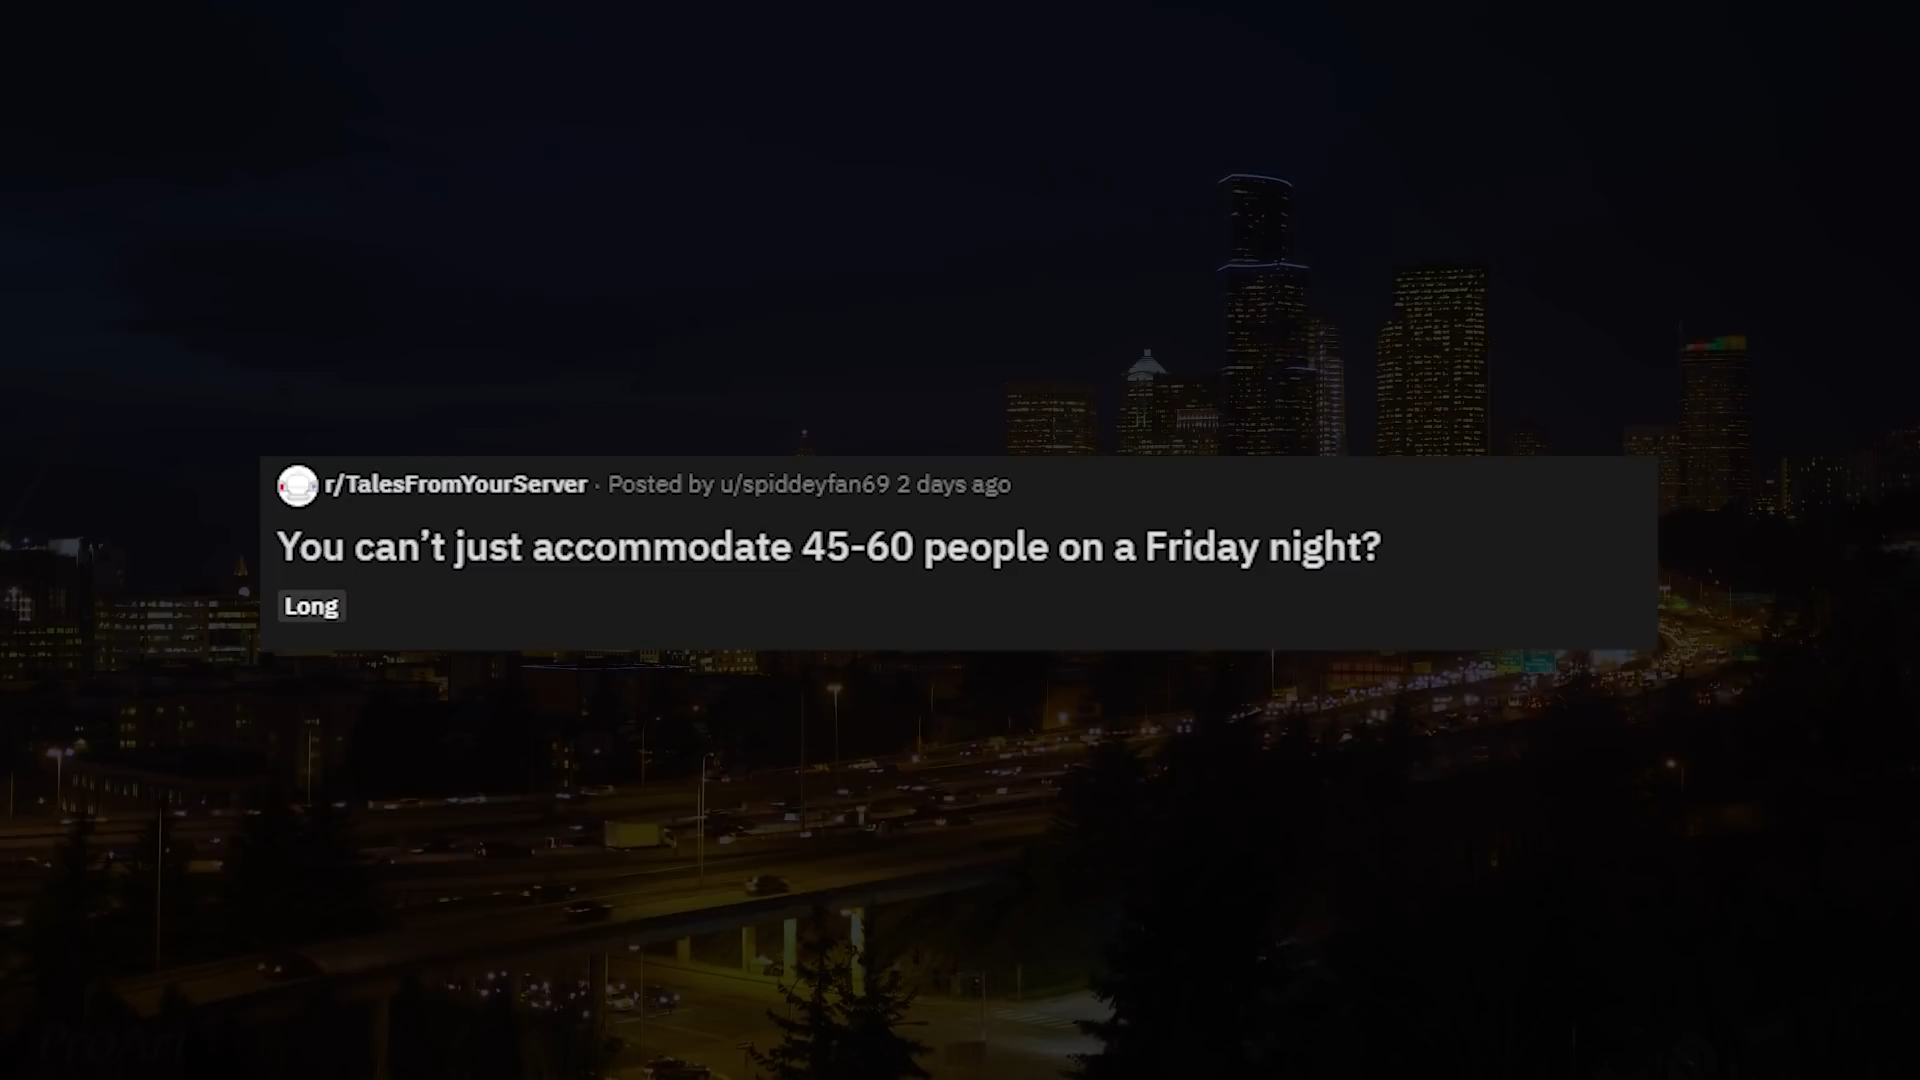 r/TalesFromYourServer · Posted by u/spiddeyfan69 2 days ago
You can’t just accommodate 45-60 people on a Friday night?
Long